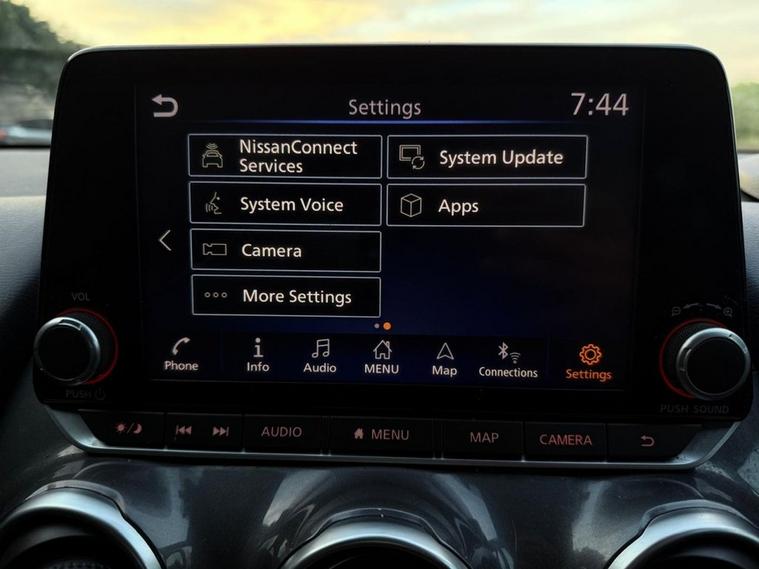 Settings
7:44
NissanConnect
Services
System Update
System Voice
Apps
Camera
More Settings
VOL
PUSH
Phone
Info
Audio
MENU
Map
Connections
Settings
PUSH SOUND
AUDIO
MENU
MAP
CAMERA